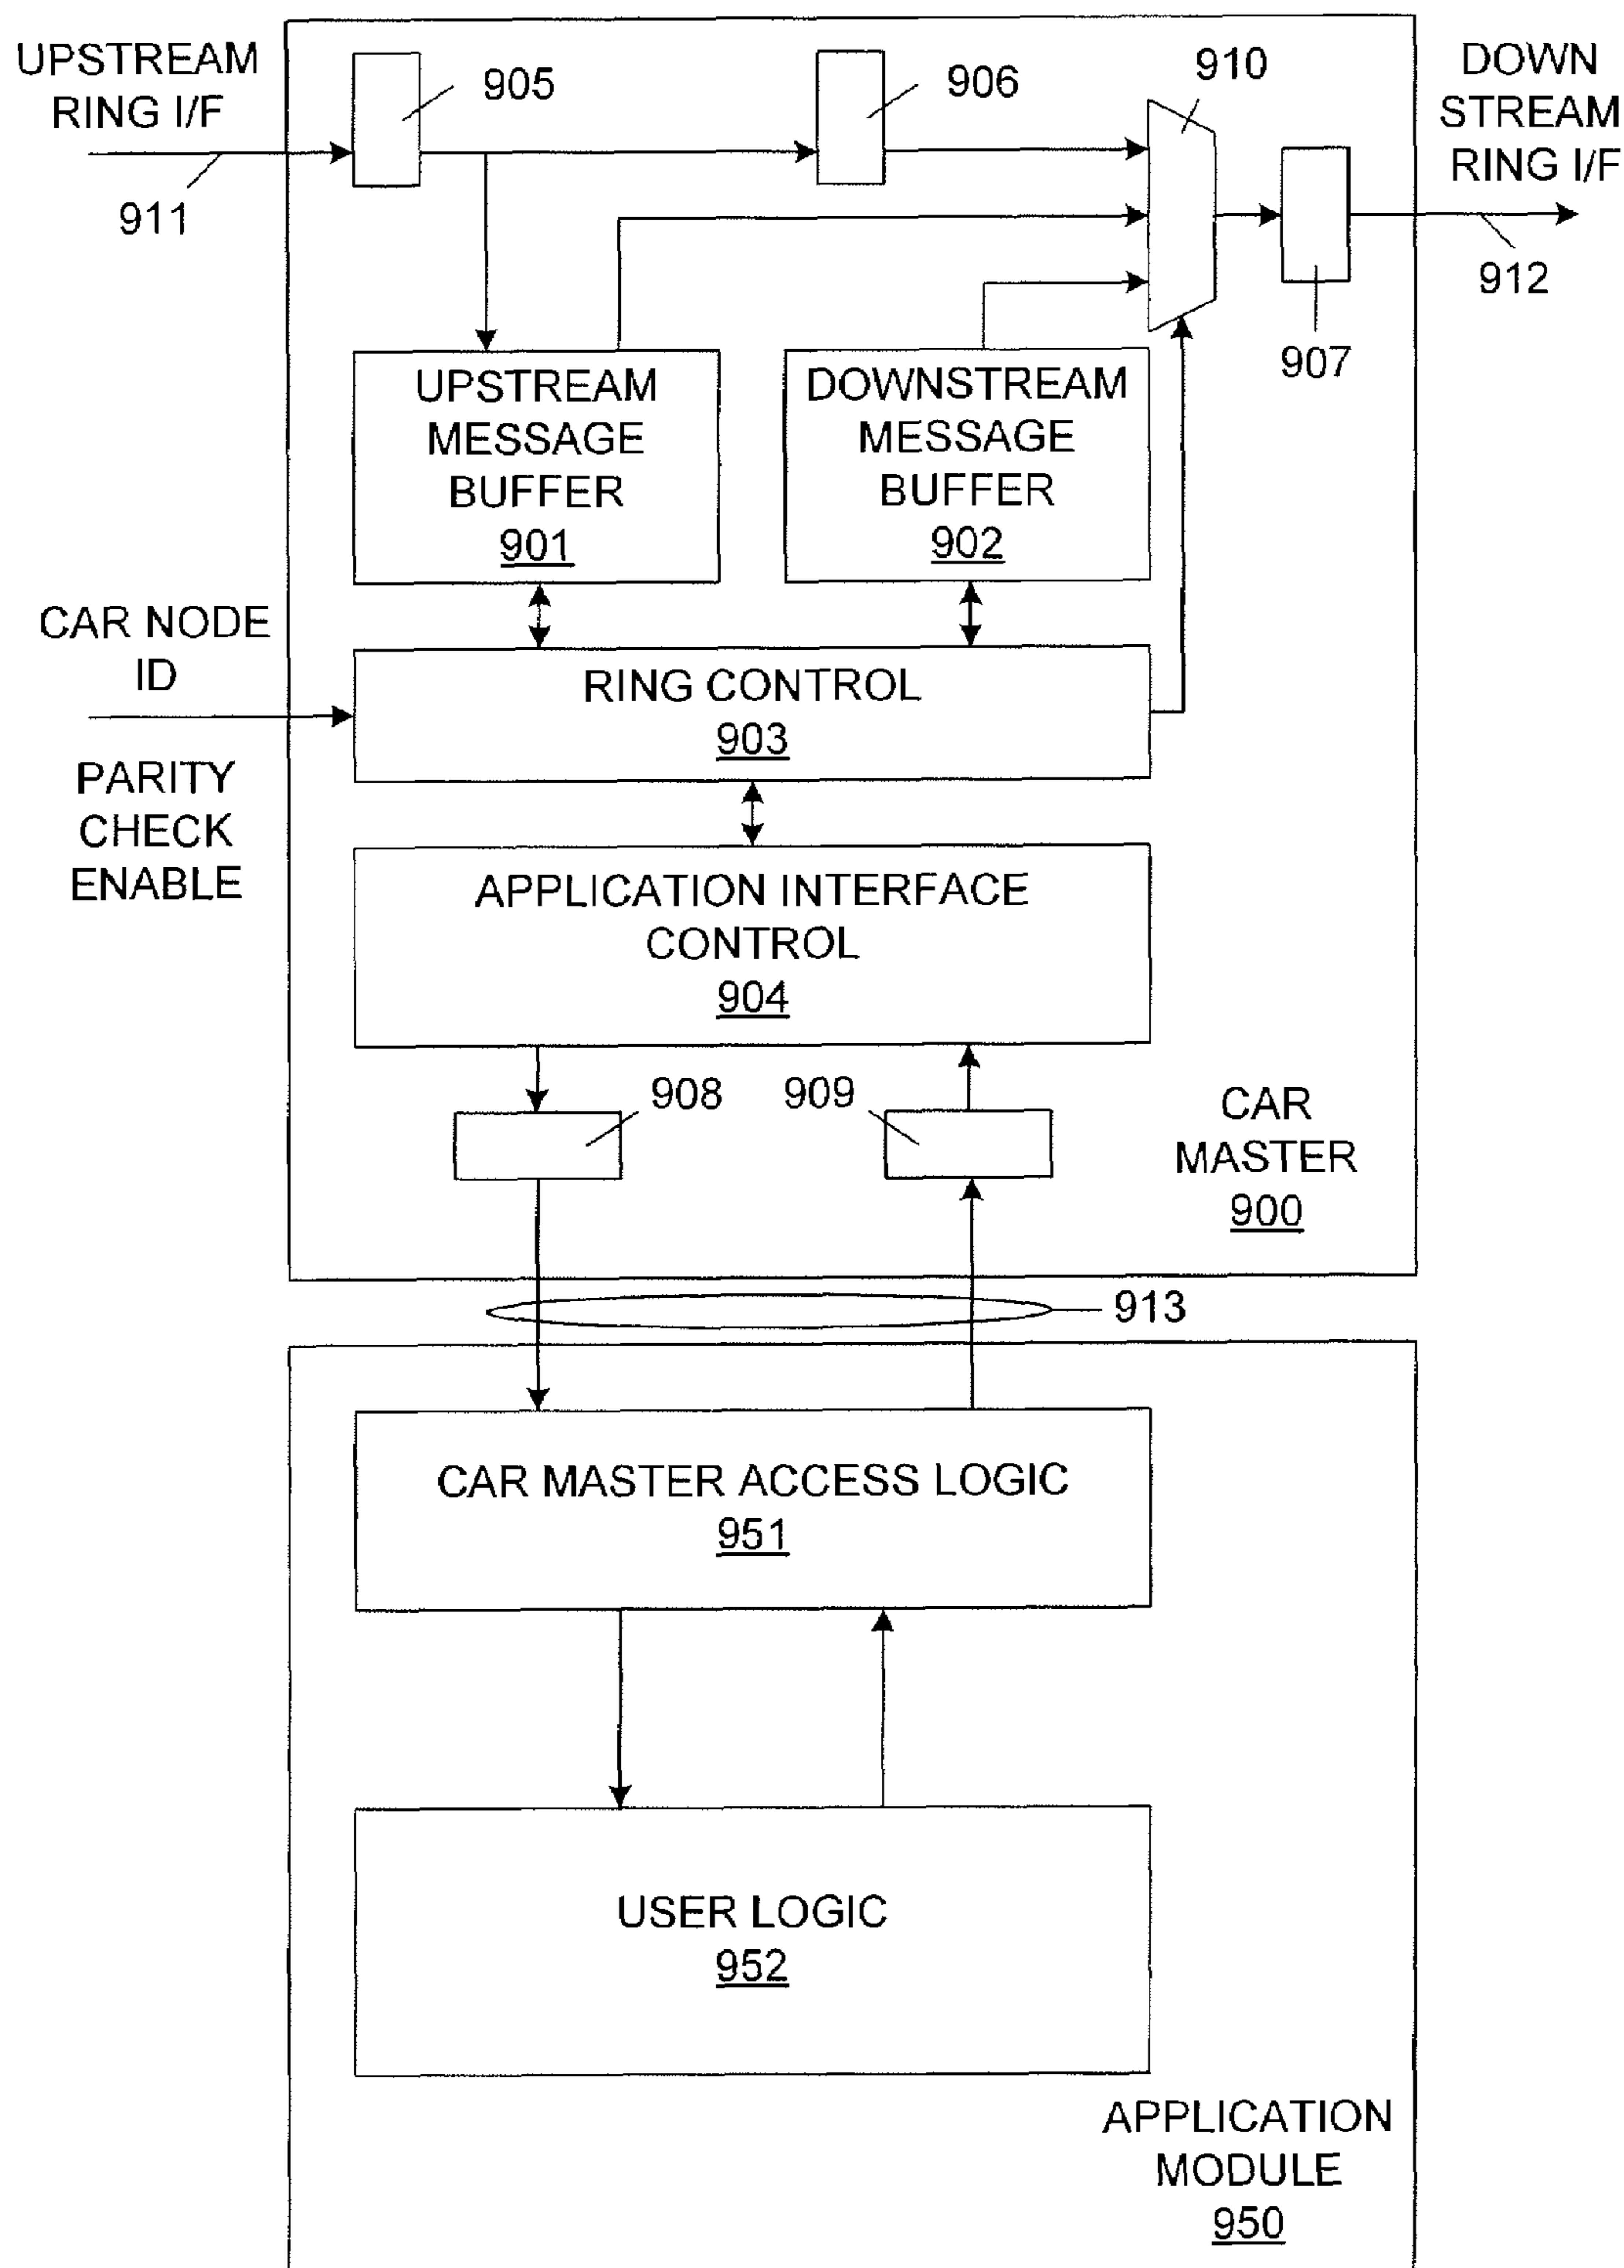 UPSTREAM
RING I/F
911
905
906
910
DOWN
STREAM
RING I/F
912
907
UPSTREAM
MESSAGE
BUFFER
901
DOWNSTREAM
MESSAGE
BUFFER
902
CAR NODE
ID
PARITY
CHECK
ENABLE
RING CONTROL
903
APPLICATION INTERFACE
CONTROL
904
908
909
CAR
MASTER
900
913
CAR MASTER ACCESS LOGIC
951
USER LOGIC
952
APPLICATION
MODULE
950